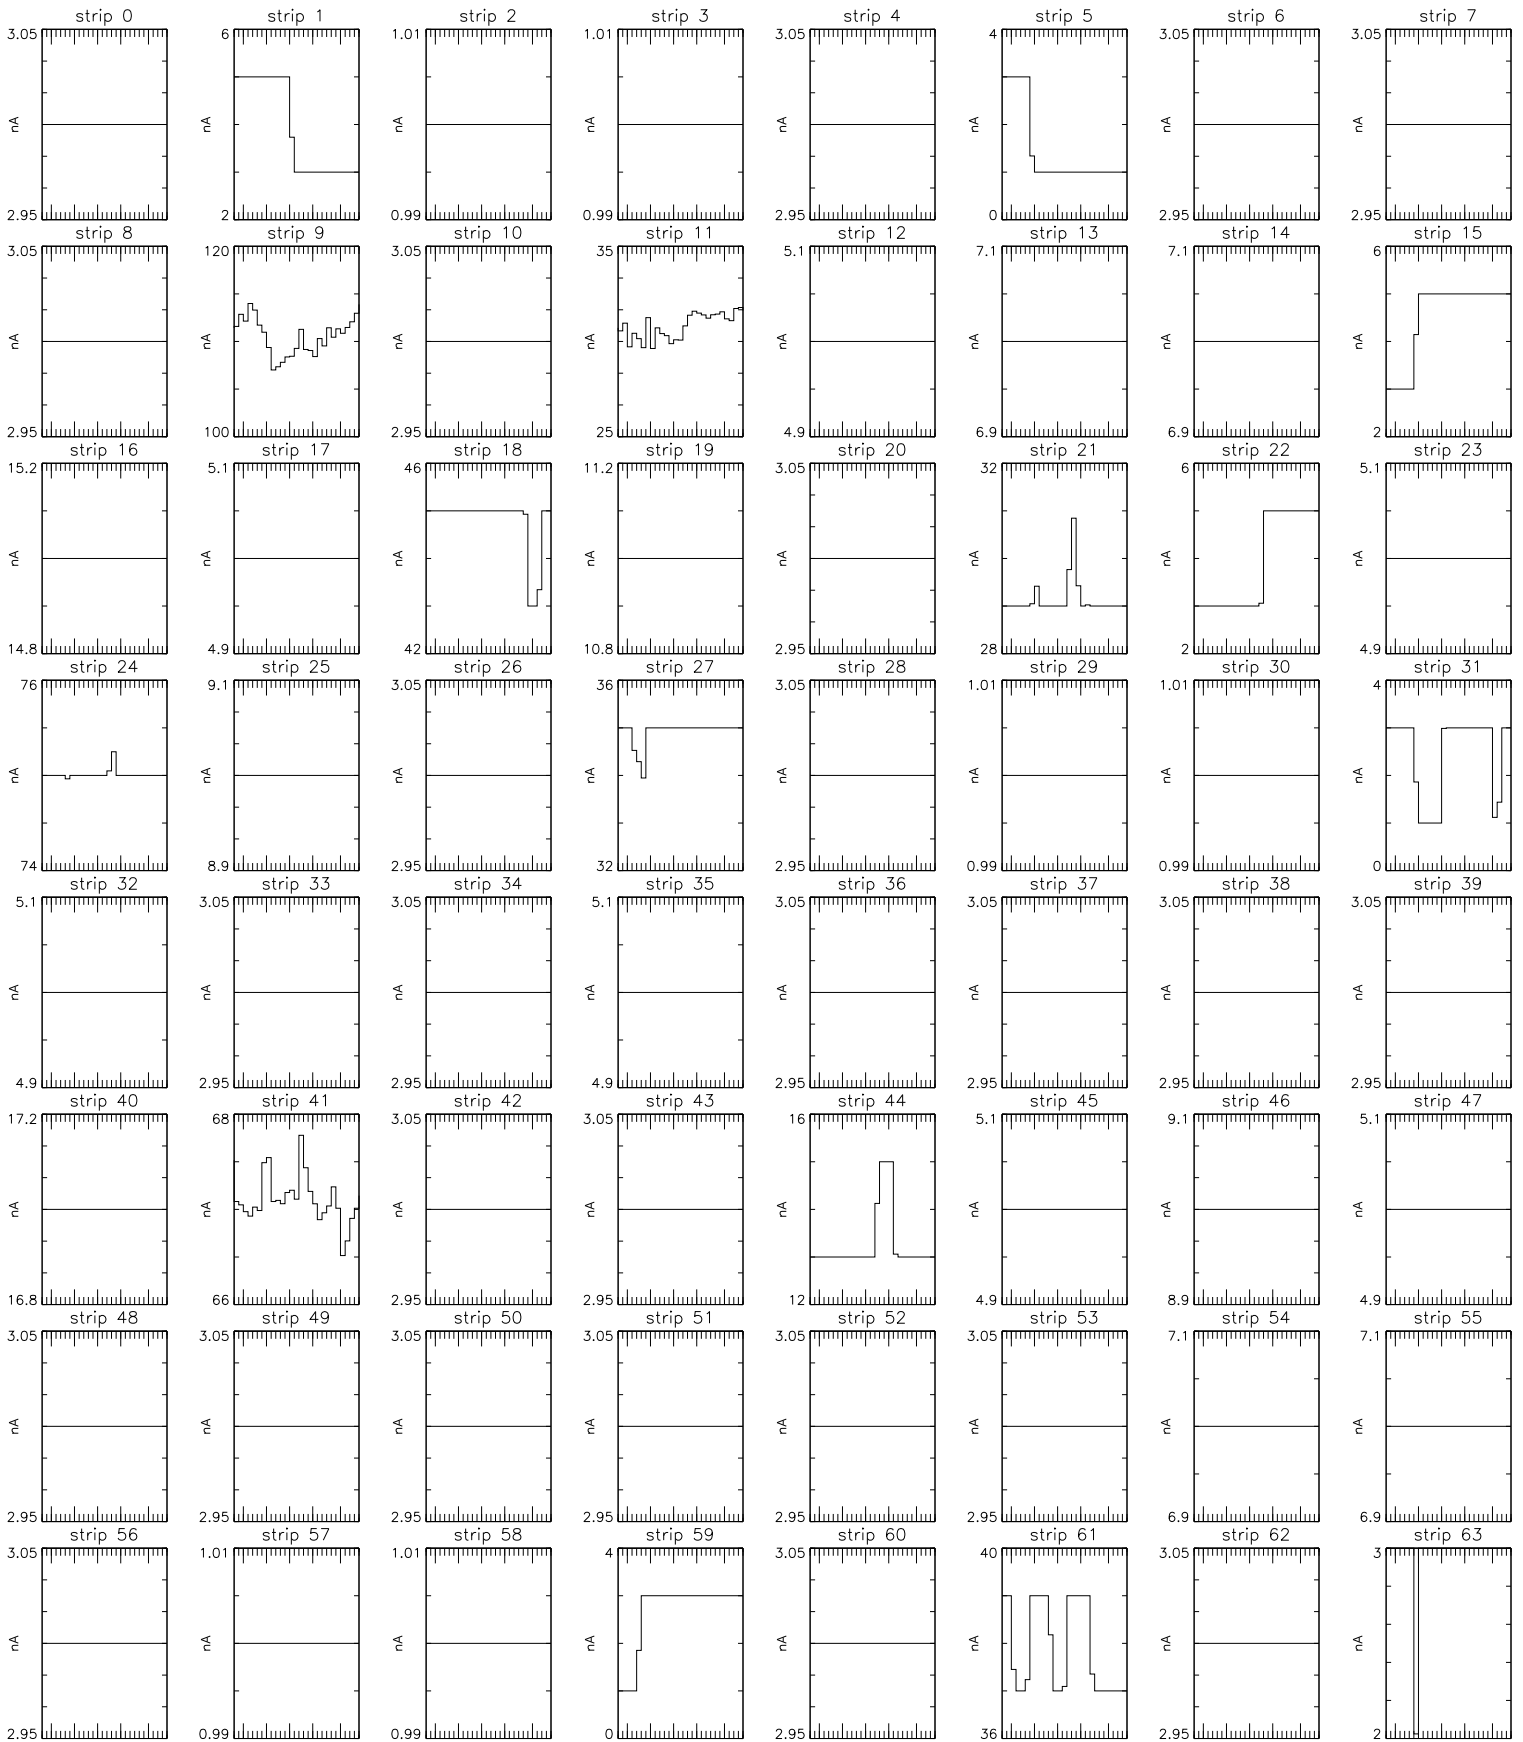 strip 0 strip 1 strip 2 strip 3 strip 4 strip 5 strip 6 strip 7
3.05 6 1.01 1.01 3.05 4 3.05 3.05
nA nA nA nA nA nA nA nA
2.95 2 0.99 0.99 2.95 0 2.95 2.95
strip 8 strip 9 strip 10 strip 11 strip 12 strip 13 strip 14 strip 15
3.05 120 3.05 35 5.1 7.1 7.1 6
nA nA nA nA nA nA nA nA
2.95 100 2.95 25 4.9 6.9 6.9 2
strip 16 strip 17 strip 18 strip 19 strip 20 strip 21 strip 22 strip 23
15.2 5.1 46 11.2 3.05 32 6 5.1
nA nA nA nA nA nA nA nA
14.8 4.9 42 10.8 2.95 28 2 4.9
strip 24 strip 25 strip 26 strip 27 strip 28 strip 29 strip 30 strip 31
76 9.1 3.05 36 3.05 1.01 1.01 4
nA nA nA nA nA nA nA nA
74 8.9 2.95 32 2.95 0.99 0.99 0
strip 32 strip 33 strip 34 strip 35 strip 36 strip 37 strip 38 strip 39
5.1 3.05 3.05 5.1 3.05 3.05 3.05 3.05
nA nA nA nA nA nA nA nA
4.9 2.95 2.95 4.9 2.95 2.95 2.95 2.95
strip 40 strip 41 strip 42 strip 43 strip 44 strip 45 strip 46 strip 47
17.2 68 3.05 3.05 16 5.1 9.1 5.1
nA nA nA nA nA nA nA nA
16.8 66 2.95 2.95 12 4.9 8.9 4.9
strip 48 strip 49 strip 50 strip 51 strip 52 strip 53 strip 54 strip 55
3.05 3.05 3.05 3.05 3.05 3.05 7.1 7.1
nA nA nA nA nA nA nA nA
2.95 2.95 2.95 2.95 2.95 2.95 6.9 6.9
strip 56 strip 57 strip 58 strip 59 strip 60 strip 61 strip 62 strip 63
3.05 1.01 1.01 4 3.05 40 3.05 3
nA nA nA nA nA nA nA nA
2.95 0.99 0.99 0 2.95 36 2.95 2